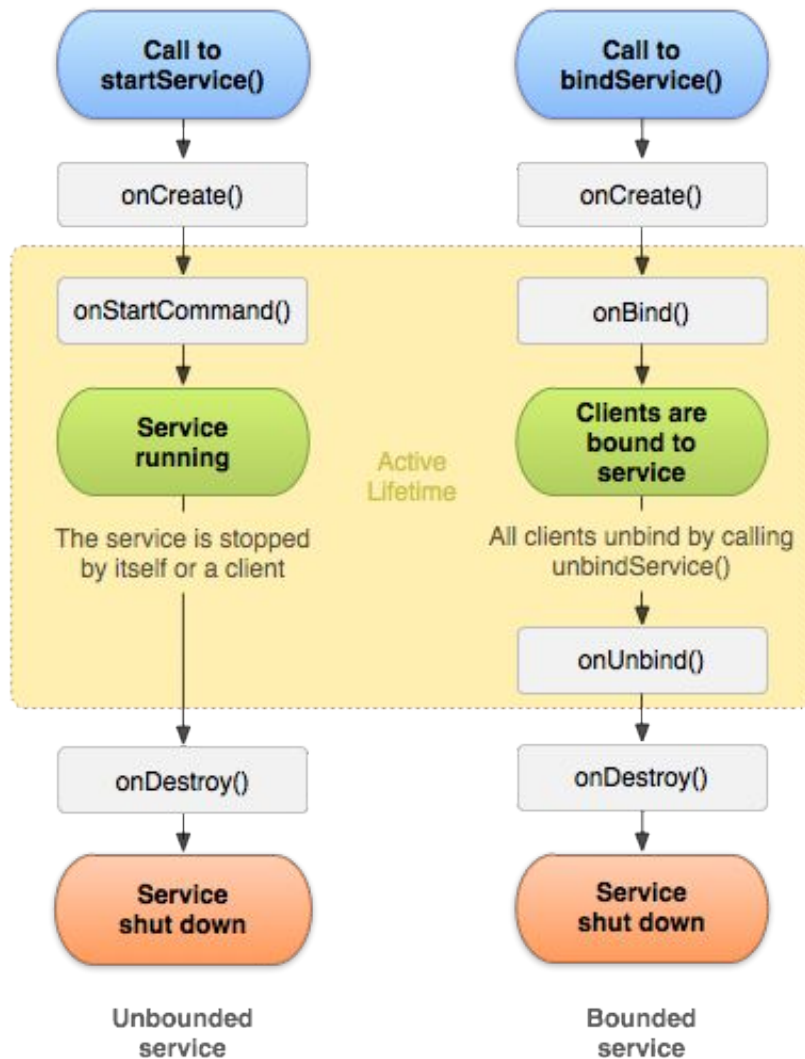 Call to
startService()
onCreate()
onStartCommand()
Service
running
The service is stopped
by itself or a client
onDestroy()
Service
shut down
Unbounded
service
Active
Lifetime
Call to
bindService()
onCreate()
onBind()
Clients are
bound to
service
All clients unbind by calling
unbindService()
onUnbind()
onDestroy()
Service
shut down
Bounded
service